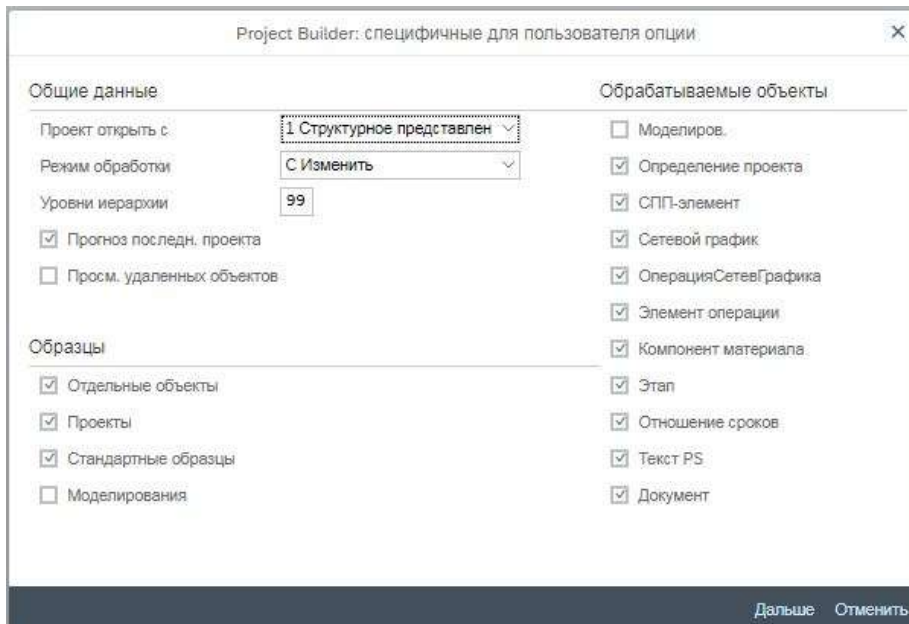 Project Builder: специфичные для пользователя опции
Общие данные
Проект открыть с
1 Структурное представлен
Режим обработки
С Изменить
Уровни иерархии
99
Прогноз последн. проекта
Просм. удаленных объектов
Образцы
Отдельные объекты
Проекты
Стандартные образцы
Моделирования
Обрабатываемые объекты
Моделиров.
Определение проекта
СПП-элемент
Сетевой график
ОперацияСетевГрафика
Элемент операции
Компонент материала
Этап
Отношение сроков
Текст PS
Документ
Дальше Отменить